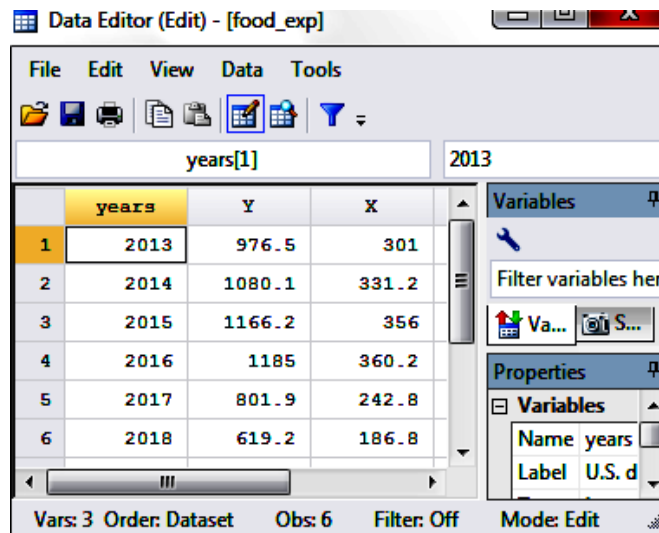 Data Editor (Edit) - [food_exp]
File Edit View Data Tools
years[1] 2013
years Y X
1 2013 976.5 301
2 2014 1080.1 331.2
3 2015 1166.2 356
4 2016 1185 360.2
5 2017 801.9 242.8
6 2018 619.2 186.8
Variables
Filter variables her
Va... S...
Properties
Variables
Name years
Label U.S. d
Vars: 3 Order: Dataset Obs: 6 Filter: Off Mode: Edit